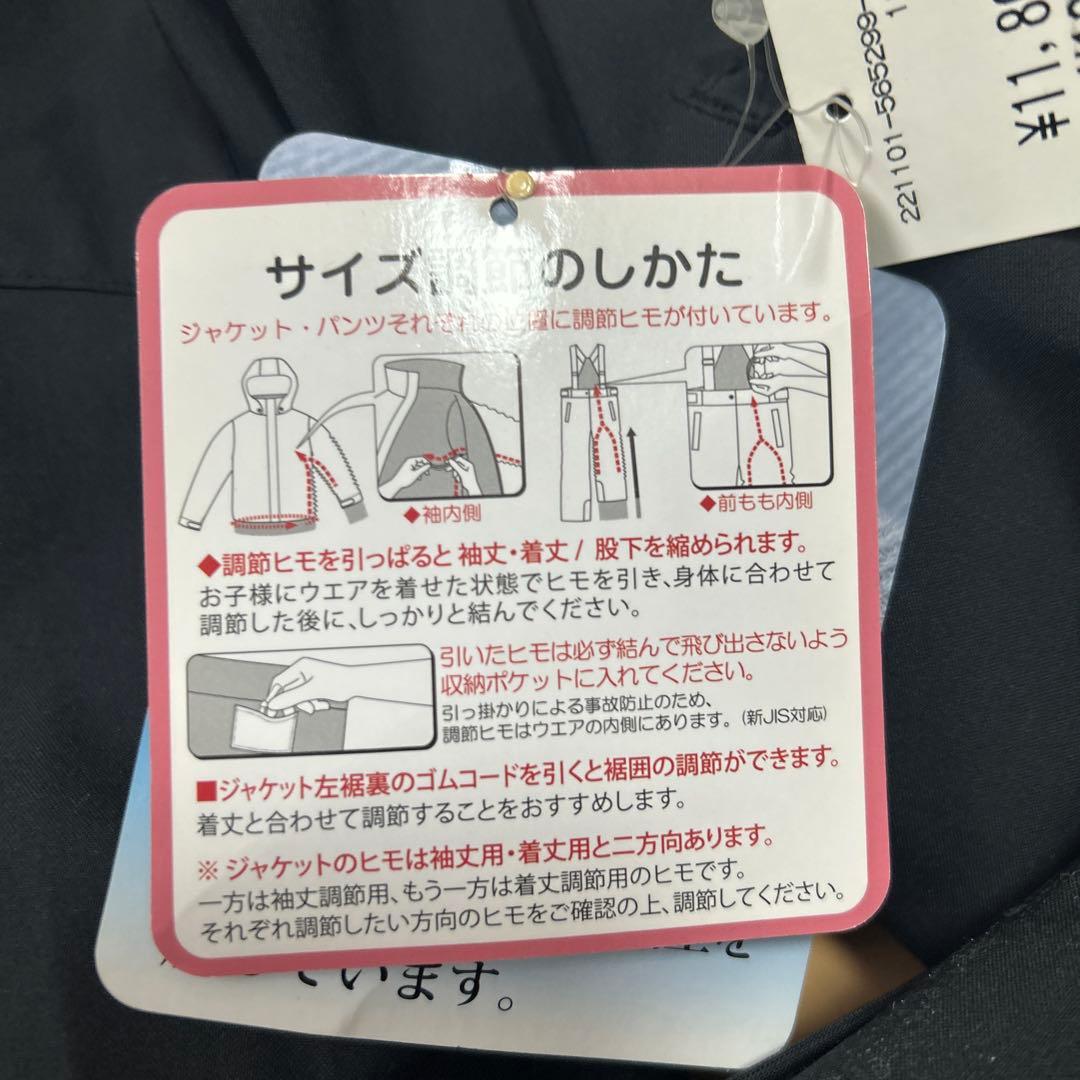 サイズ調節のしかた
ジャケット・パンツそれぞれの位置に調節ヒモが付いています。
◆袖内側
◆前もも内側
◆調節ヒモを引っぱると 袖丈・着丈 / 股下を縮められます。
お子様にウエアを着せた状態でヒモを引き、身体に合わせて
調節した後に、しっかりと結んでください。
引いたヒモは必ず結んで飛び出さないよう
収納ポケットに入れてください。
引っ掛かりによる事故防止のため、
調節ヒモはウエアの内側にあります。(新JIS対応)
■ジャケット左裾裏のゴムコードを引くと裾囲の調節ができます。
着丈と合わせて調節することをおすすめします。
※ ジャケットのヒモは袖丈用・着丈用と二方向あります。
一方は袖丈調節用、もう一方は着丈調節用のヒモです。
それぞれ調節したい方向のヒモをご確認の上、調節してください。
ています。
221101-5655299-
¥11,8